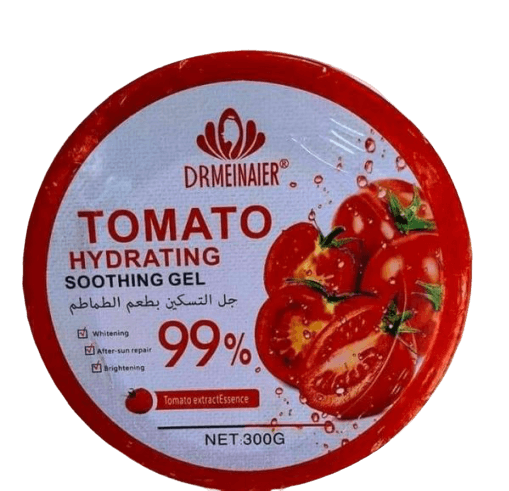 DRMEINAIER®
TOMATO
HYDRATING
SOOTHING GEL
جل التسكين بطعم الطماطم
Whitening
After-sun repair
Brightening
99%
Tomato extractEssence
NET.300G